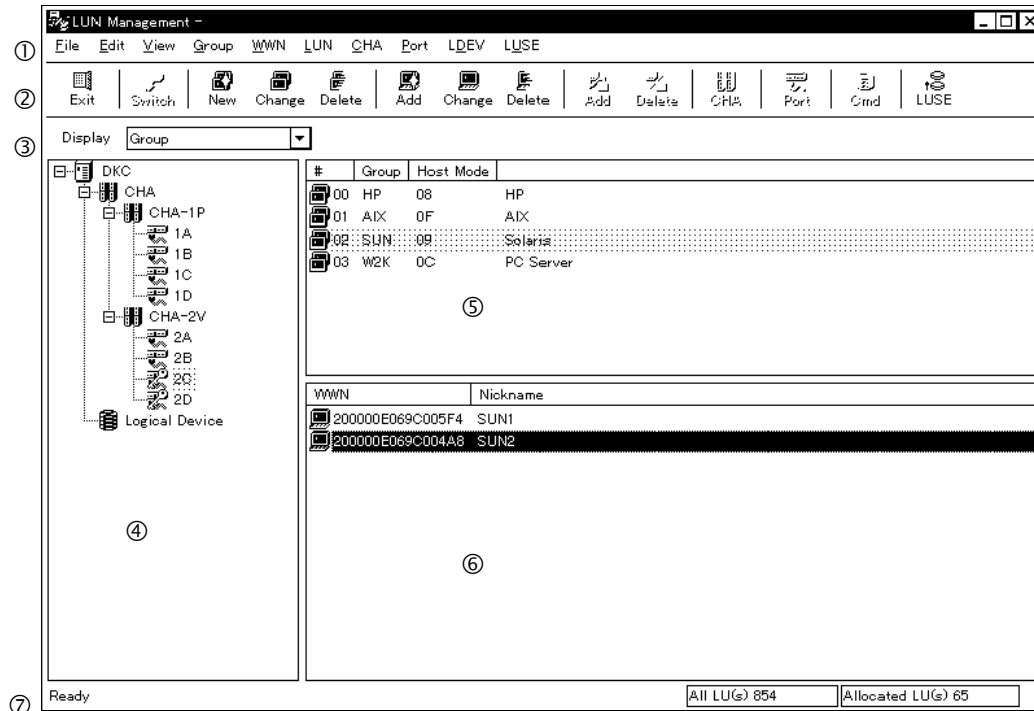 LUN Management -
① File Edit View Group WWN LUN CHA Port LDEV LUSE
② Exit Switch New Change Delete Add Change Delete Add Delete CHA Port Cmd LUSE
③ Display Group
DKC
CHA
CHA-1P
1A
1B
1C
1D
CHA-2V
2A
2B
2C
2D
Logical Device
④
# Group Host Mode
00 HP 08 HP
01 AIX 0F AIX
02 SUN 09 Solaris
03 W2K 0C PC Server
⑤
WWN Nickname
200000E069C005F4 SUN1
200000E069C004A8 SUN2
⑥
⑦ Ready All LU(s) 854 Allocated LU(s) 65